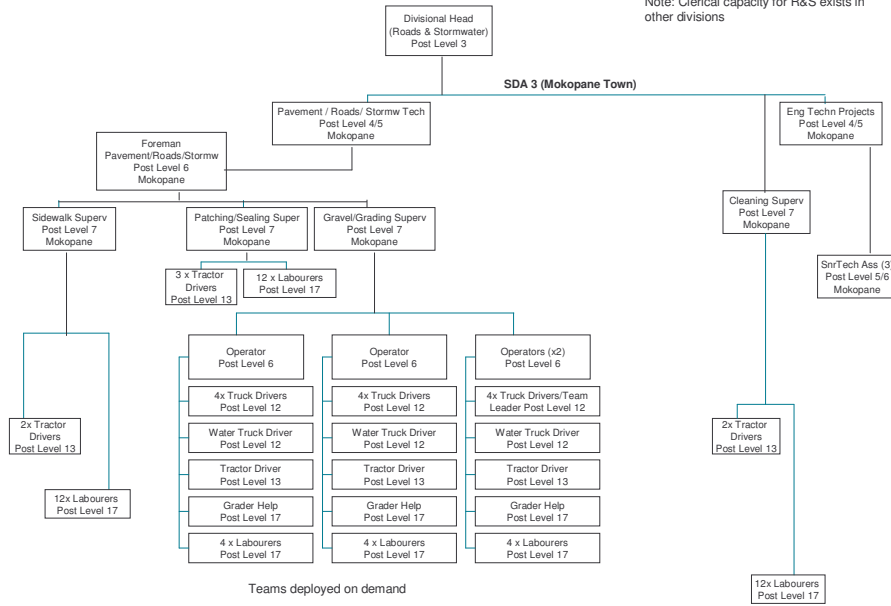 Note: Clerical capacity for R&S exists in
other divisions
Divisional Head
(Roads & Stormwater)
Post Level 3
SDA 3 (Mokopane Town)
Pavement / Roads/ Stormw Tech
Post Level 4/5
Mokopane
Eng Techn Projects
Post Level 4/5
Mokopane
Foreman
Pavement/Roads/Stormw
Post Level 6
Mokopane
Sidewalk Superv
Post Level 7
Mokopane
Patching/Sealing Super
Post Level 7
Mokopane
Gravel/Grading Superv
Post Level 7
Mokopane
Cleaning Superv
Post Level 7
Mokopane
SnrTech Ass (3)
Post Level 5/6
Mokopane
3 x Tractor
Drivers
Post Level 13
12 x Labourers
Post Level 17
Operator
Post Level 6
4x Truck Drivers
Post Level 12
Water Truck Driver
Post Level 12
Tractor Driver
Post Level 13
Grader Help
Post Level 17
4 x Labourers
Post Level 17
Operator
Post Level 6
4x Truck Drivers
Post Level 12
Water Truck Driver
Post Level 12
Tractor Driver
Post Level 13
Grader Help
Post Level 17
4 x Labourers
Post Level 17
Operators (x2)
Post Level 6
4x Truck Drivers/Team
Leader Post Level 12
Water Truck Driver
Post Level 12
Tractor Driver
Post Level 13
Grader Help
Post Level 17
4 x Labourers
Post Level 17
2x Tractor
Drivers
Post Level 13
12x Labourers
Post Level 17
2x Tractor
Drivers
Post Level 13
12x Labourers
Post Level 17
Teams deployed on demand